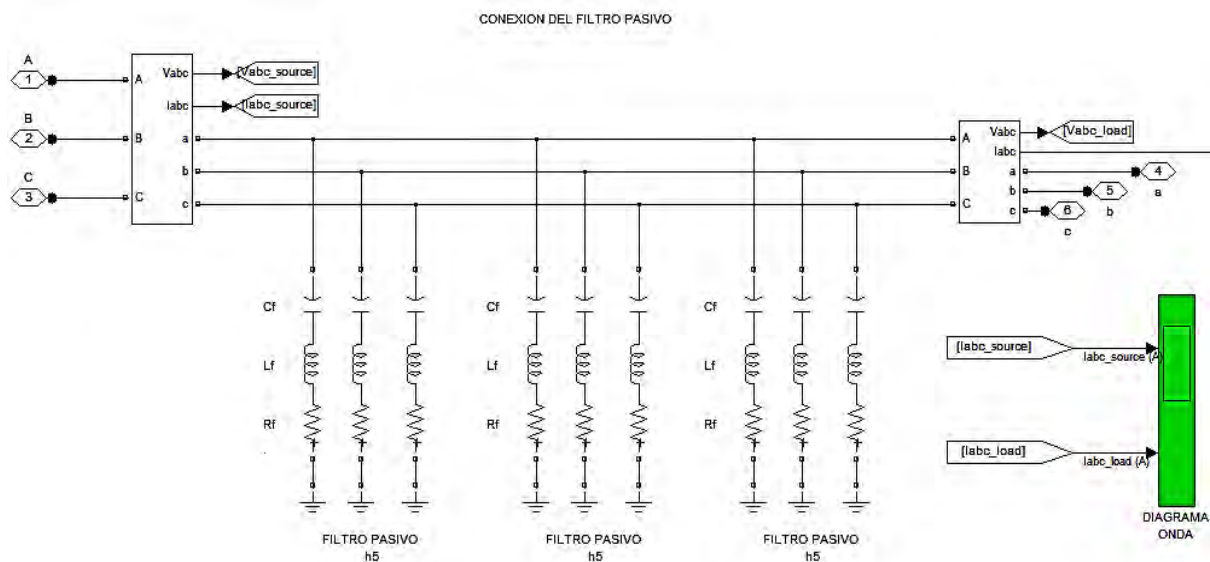 CONEXION DEL FILTRO PASIVO
A
1
A
Vabc
[Vabc_source]
Iabc
[Iabc_source]
B
2
B
a
b
C
3
C
c
A
Vabc
[Vabc_load]
Iabc
B
a
4
a
b
5
b
C
c
6
c
Cf
Cf
Cf
Lf
Lf
Lf
Rf
Rf
Rf
[Iabc_source]
Iabc_source (A)
[Iabc_load]
Iabc_load (A)
DIAGRAMA
ONDA
FILTRO PASIVO
h5
FILTRO PASIVO
h5
FILTRO PASIVO
h5